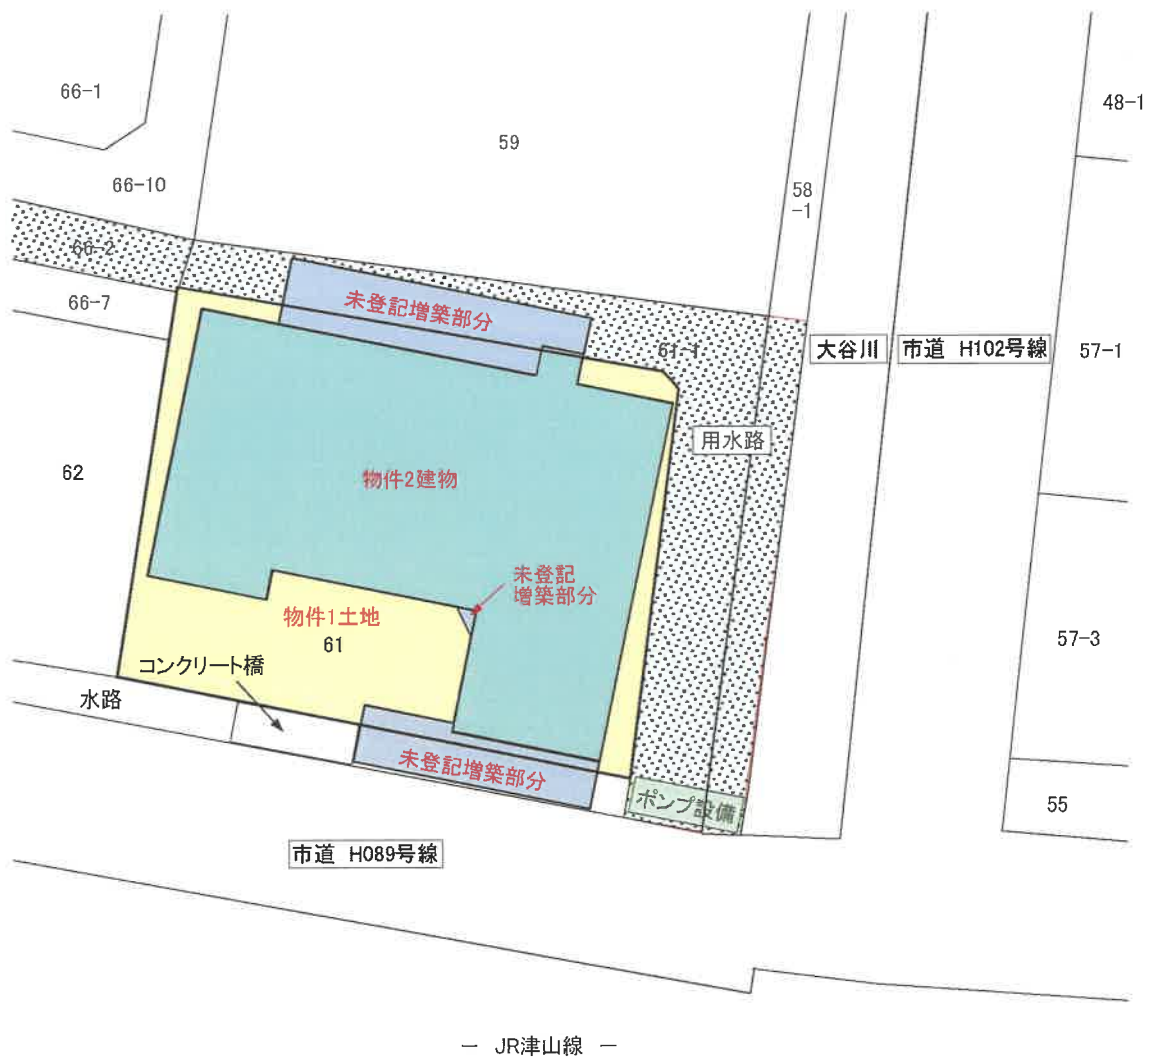 66-1
48-1
59
66-10
58
-1
66-2
66-7
未登記増築部分
61-1
大谷川
市道 H102号線
57-1
用水路
62
物件2建物
未登記
増築部分
物件1土地
61
57-3
コンクリート橋
水路
未登記増築部分
ポンプ設備
55
市道 H089号線
― JR津山線 ―